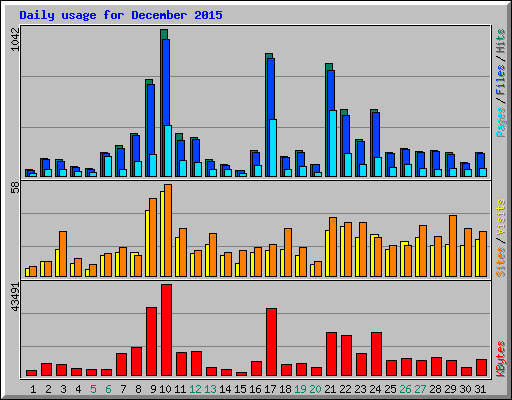 Daily usage for December 2015
1042
Pages / Files / Hits
58
Sites / Visits
43491
KBytes
1 2 3 4 5 6 7 8 9 10 11 12 13 14 15 16 17 18 19 20 21 22 23 24 25 26 27 28 29 30 31